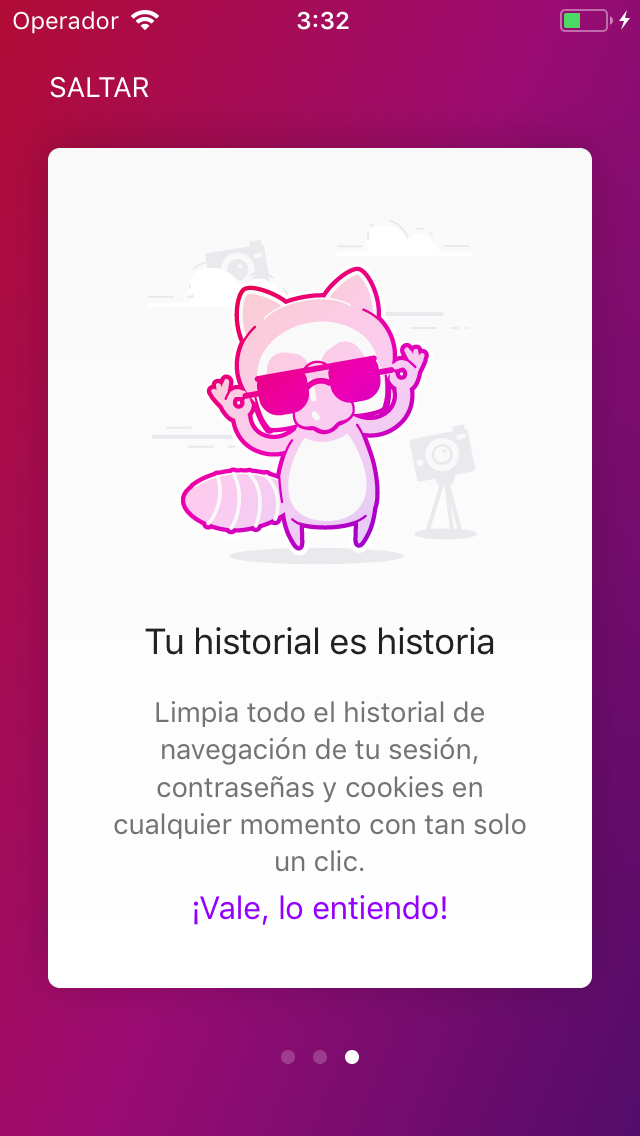 Operador 3:32
SALTAR
Tu historial es historia
Limpia todo el historial de
navegación de tu sesión,
contraseñas y cookies en
cualquier momento con tan solo
un clic.
¡Vale, lo entiendo!